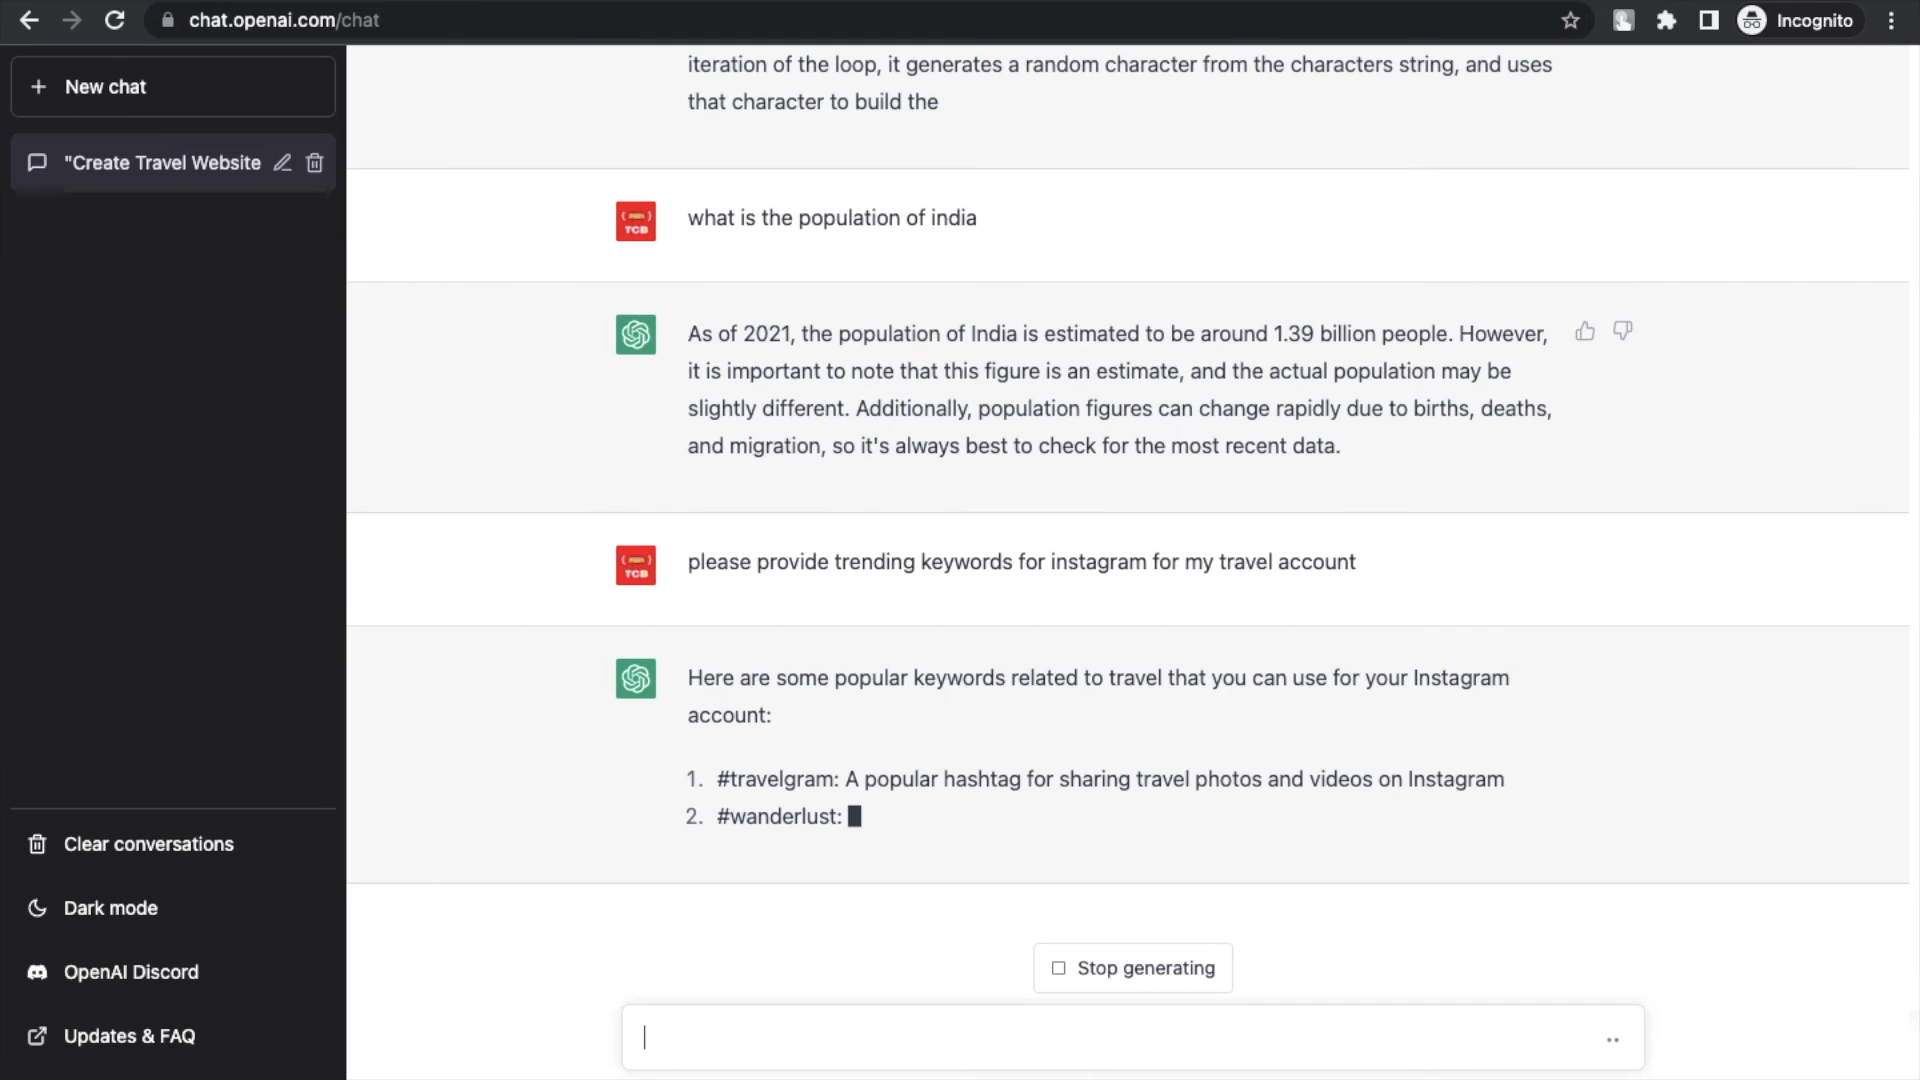 chat.openai.com/chat
Incognito
New chat
"Create Travel Website
iteration of the loop, it generates a random character from the characters string, and uses
that character to build the
TCB
what is the population of india
As of 2021, the population of India is estimated to be around 1.39 billion people. However,
it is important to note that this figure is an estimate, and the actual population may be
slightly different. Additionally, population figures can change rapidly due to births, deaths,
and migration, so it's always best to check for the most recent data.
TCB
please provide trending keywords for instagram for my travel account
Here are some popular keywords related to travel that you can use for your Instagram
account:
1. #travelgram: A popular hashtag for sharing travel photos and videos on Instagram
2. #wanderlust:
Clear conversations
Dark mode
OpenAI Discord
Updates & FAQ
Stop generating